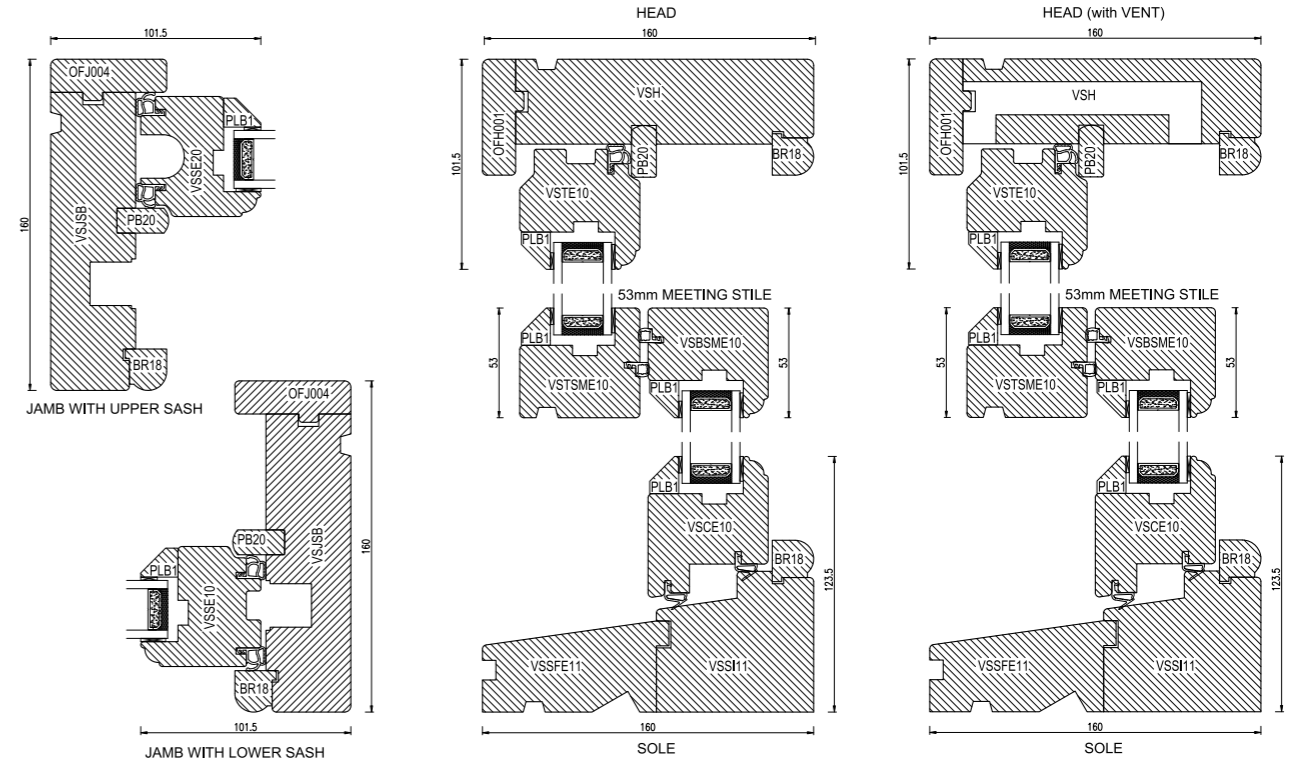 101.5
160
OFJ004
PLB1
VSSE20
VSJSB
PB20
BR18
JAMB WITH UPPER SASH
OFJ004
PB20
VSJSB
160
PLB1
VSSE10
BR18
101.5
JAMB WITH LOWER SASH
HEAD
160
101.5
VSH
OFH001
PB20
BR18
VSTE10
PLB1
53mm MEETING STILE
53
PLB1
VSTSME10
VSBSME10
PLB1
53
PLB1
VSCE10
BR18
123.5
VSSFE11
VSSI11
160
SOLE
HEAD (with VENT)
160
101.5
VSH
OFH001
PB20
BR18
VSTE10
PLB1
53mm MEETING STILE
53
PLB1
VSTSME10
VSBSME10
PLB1
53
PLB1
VSCE10
BR18
123.5
VSSFE11
VSSI11
160
SOLE